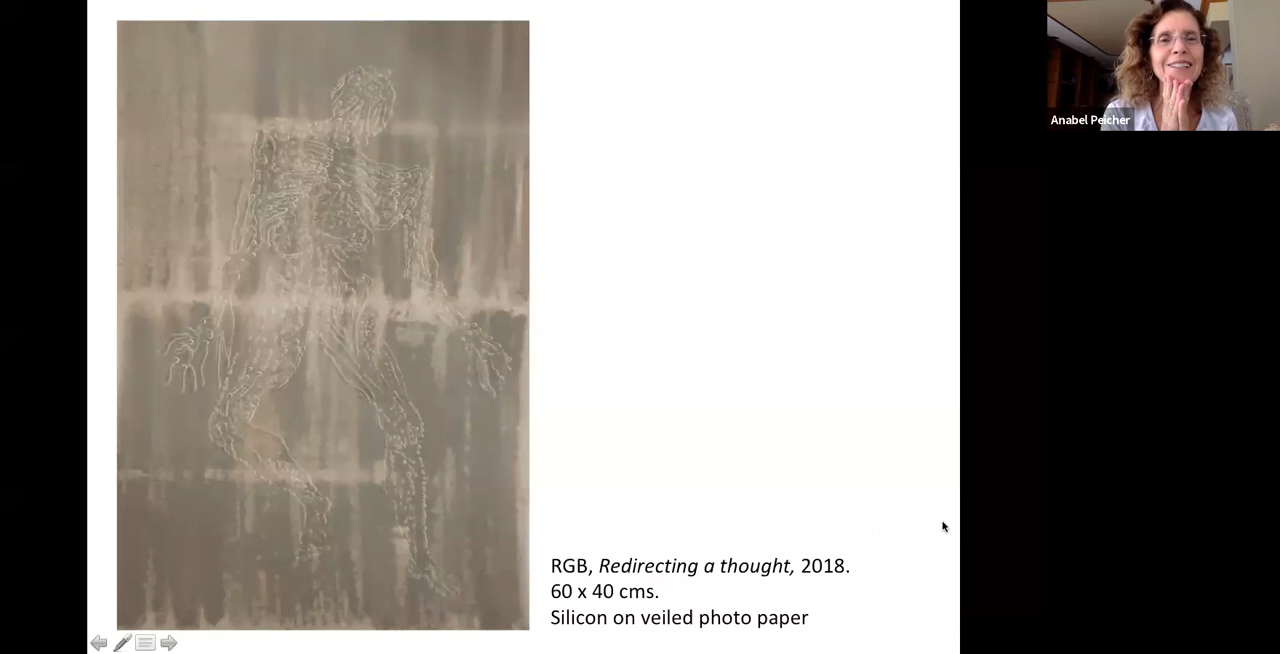 Anabel Peicher
RGB, Redirecting a thought, 2018.
60 x 40 cms.
Silicon on veiled photo paper